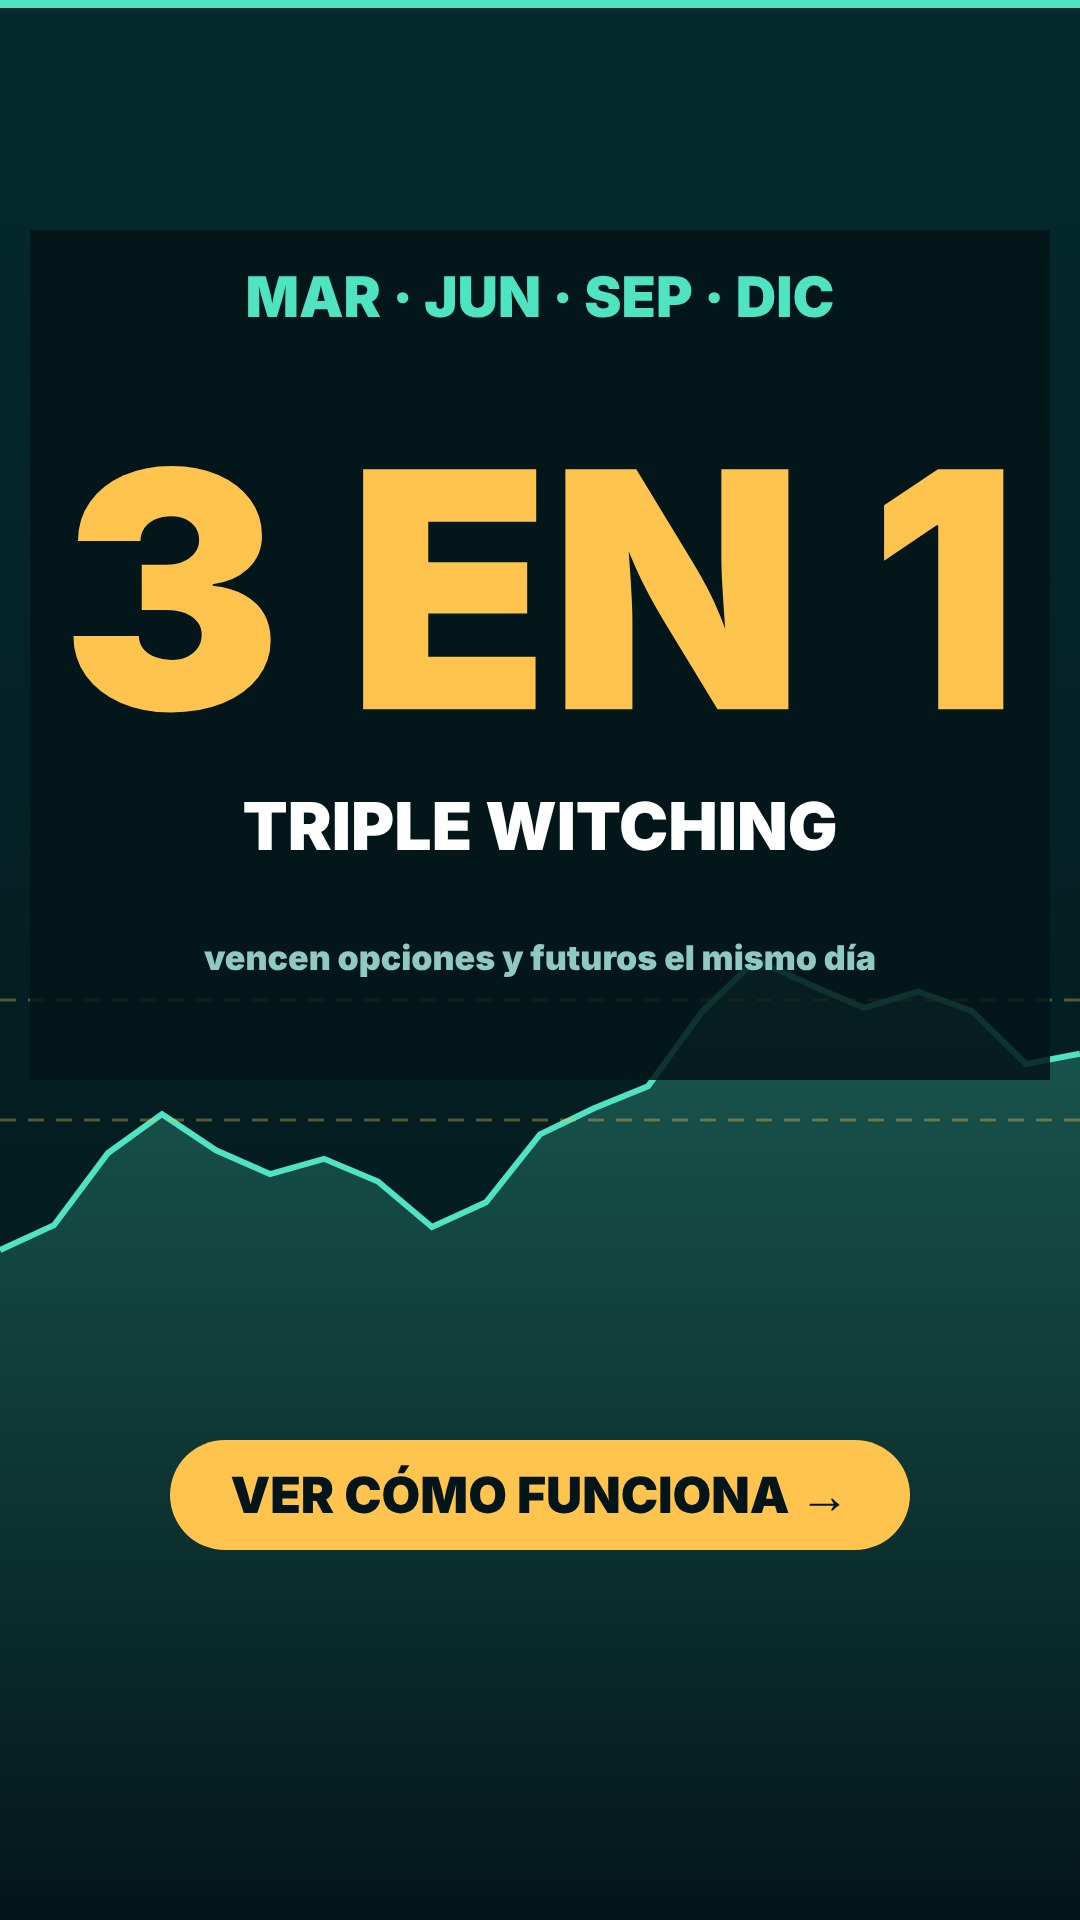 MAR · JUN · SEP · DIC
3 EN 1
TRIPLE WITCHING
vencen opciones y futuros el mismo día
VER CÓMO FUNCIONA →